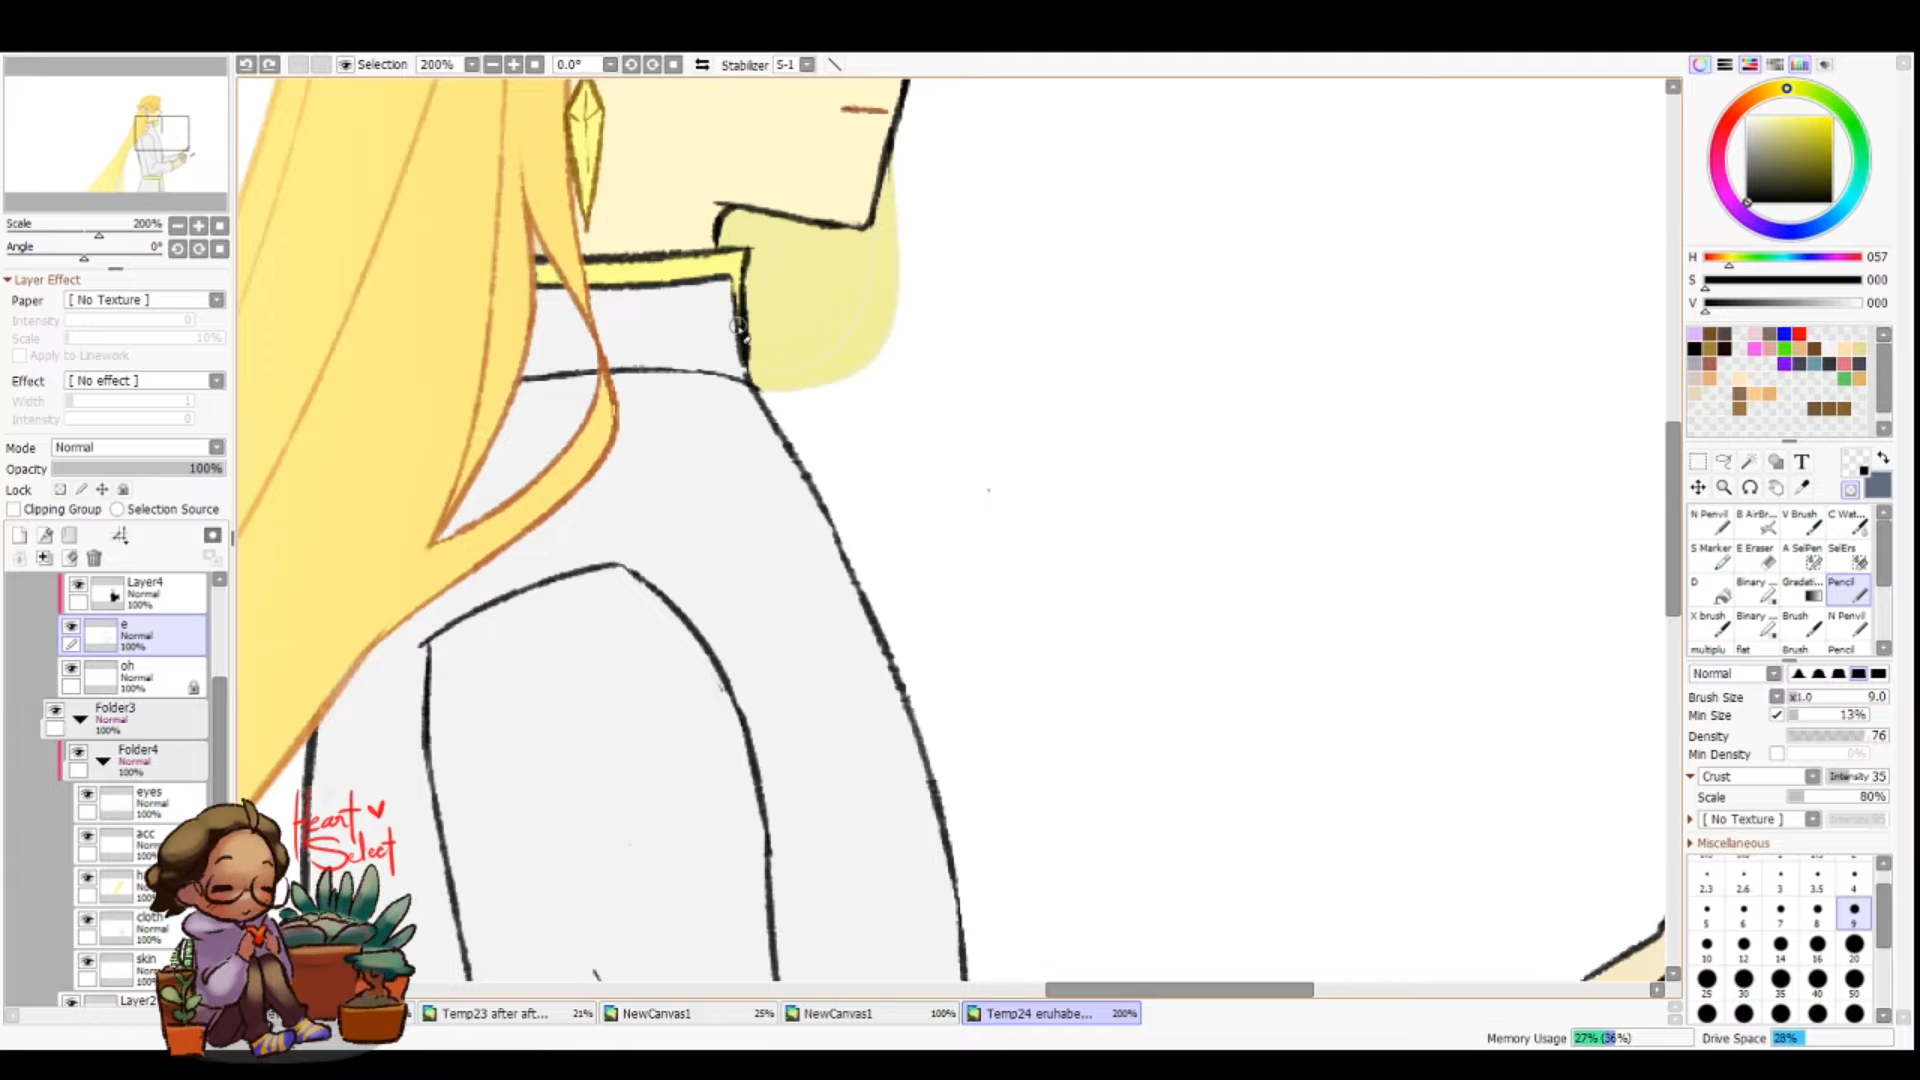 Selection 200% 0.0° Stabilizer S-1
Scale 200%
Angle 0°
Layer Effect
Paper [ No Texture ]
Intensity 0
Scale 10%
Apply to Linework
Effect [ No effect ]
Width 1
Intensity 0
Mode Normal
Opacity 100%
Lock
Clipping Group Selection Source
Layer4
Normal
100%
e
Normal
100%
oh
Normal
100%
Folder3
Normal
100%
Folder4
Normal
100%
eyes
Normal
100%
acc
Normal
100%
cloth
Normal
100%
skin
Layer2
Heart
Select
Temp23 after aft... 21% NewCanvas1 25% NewCanvas1 100% Temp24 eruhabe... 200%
Memory Usage 27% (36%) Drive Space 28%
H 057
S 000
V 000
T
N Penvil B AirBr... V Brush C Wat...
S Marker E Eraser A SelPen SelErs
D Binary ... Gradati... Pencil
X brush Binary ... Brush N Penvil
multiplu flat Brush Pencil
Normal
Brush Size x1.0 9.0
Min Size 13%
Density 76
Min Density 0%
Crust Intensity 35
Scale 80%
[ No Texture ]
Miscellaneous
2.3 2.6 3 3.5 4
5 6 7 8 9
10 12 14 16 20
25 30 35 40 50